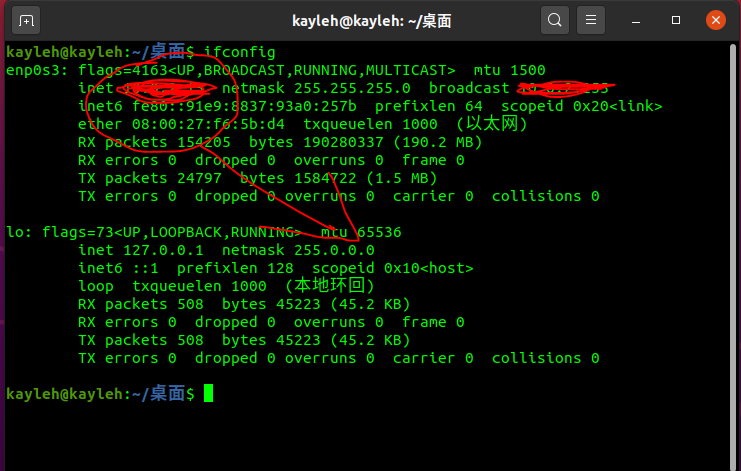 kayleh@kayleh: ~/桌面
kayleh@kayleh:~/桌面$ ifconfig
enp0s3: flags=4163<UP,BROADCAST,RUNNING,MULTICAST>  mtu 1500
inet netmask 255.255.255.0  broadcast
inet6 fe80::91e9:8837:93a0:257b  prefixlen 64  scopeid 0x20<link>
ether 08:00:27:f6:5b:d4  txqueuelen 1000  (以太网)
RX packets 154205  bytes 190280337 (190.2 MB)
RX errors 0  dropped 0  overruns 0  frame 0
TX packets 24797  bytes 1584722 (1.5 MB)
TX errors 0  dropped 0 overruns 0  carrier 0  collisions 0
lo: flags=73<UP,LOOPBACK,RUNNING>  mtu 65536
inet 127.0.0.1  netmask 255.0.0.0
inet6 ::1  prefixlen 128  scopeid 0x10<host>
loop  txqueuelen 1000  (本地环回)
RX packets 508  bytes 45223 (45.2 KB)
RX errors 0  dropped 0  overruns 0  frame 0
TX packets 508  bytes 45223 (45.2 KB)
TX errors 0  dropped 0 overruns 0  carrier 0  collisions 0
kayleh@kayleh:~/桌面$